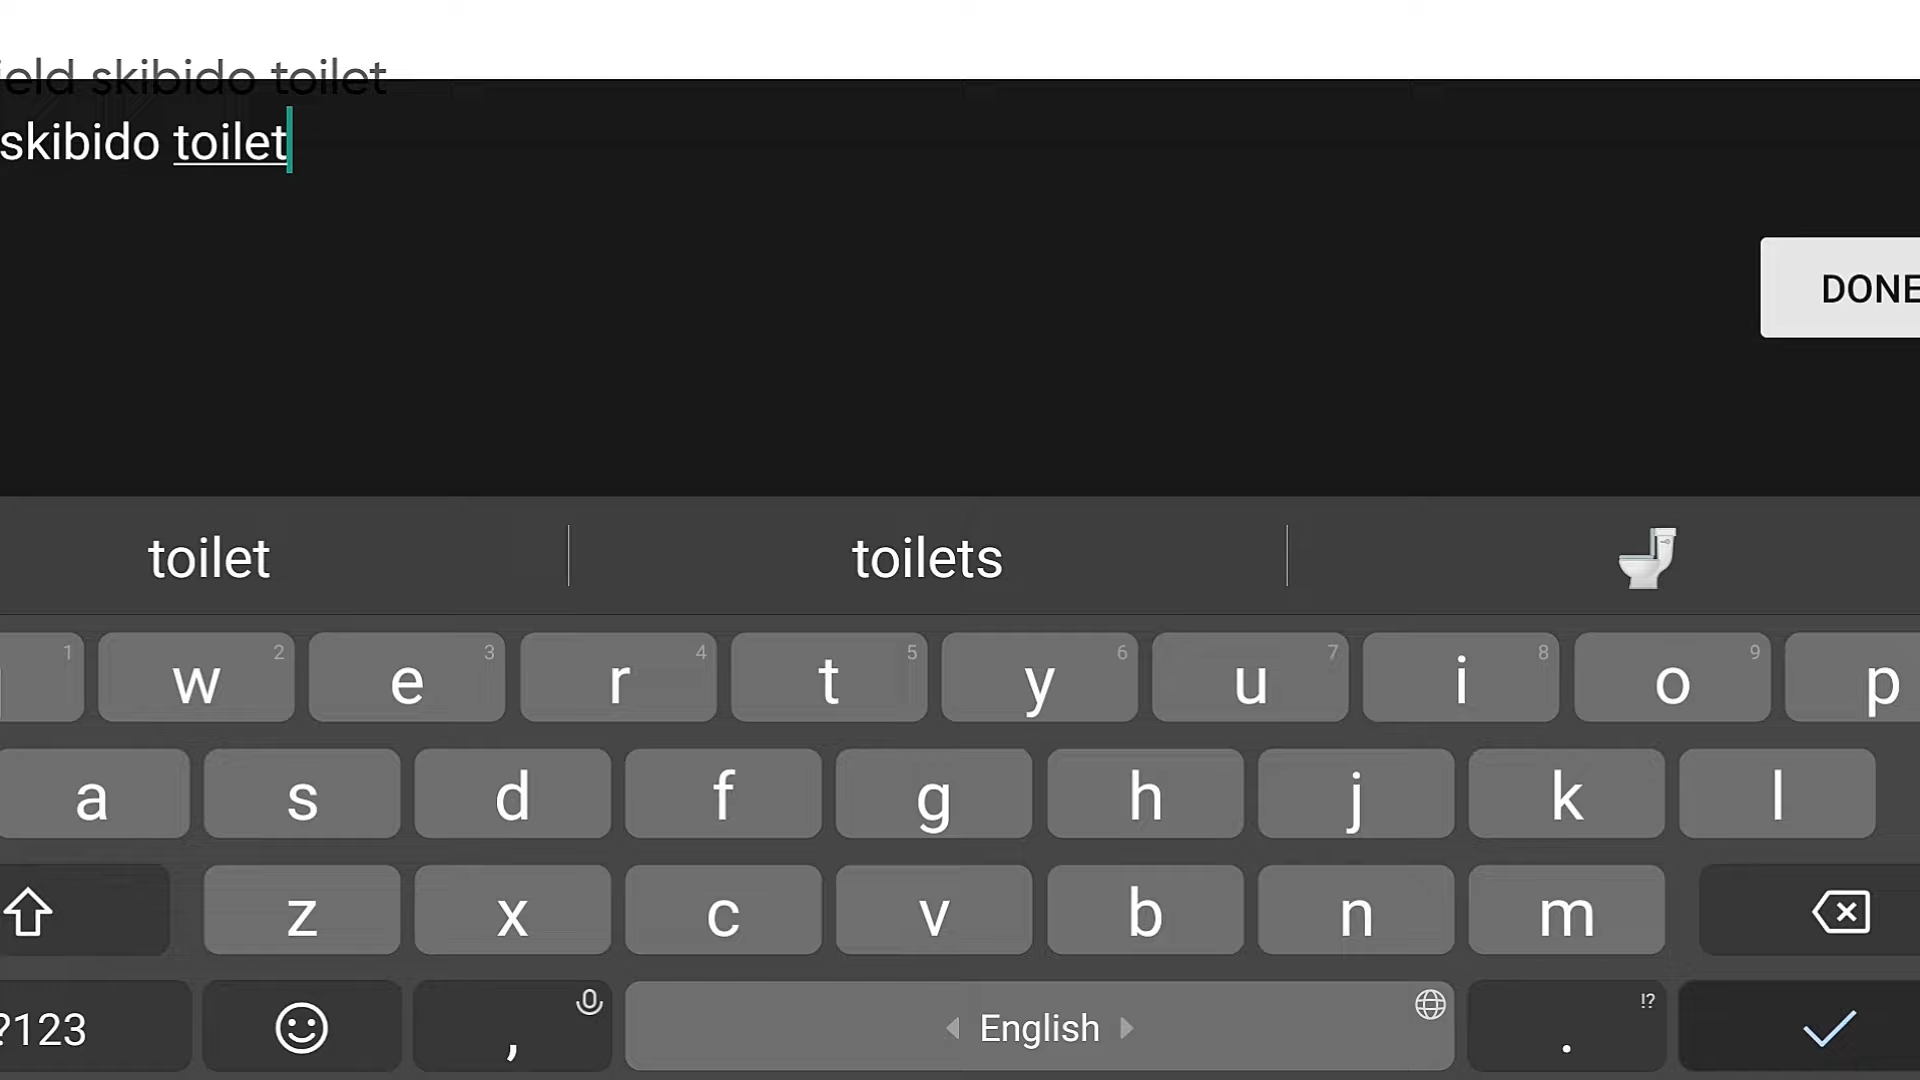 ield skibido toilet
skibido toilet
DONE
toilet toilets
1 w 2 e 3 r 4 t 5 y 6 u 7 i 8 o 9 p
a s d f g h j k l
z x c v b n m
?123 , English . !?